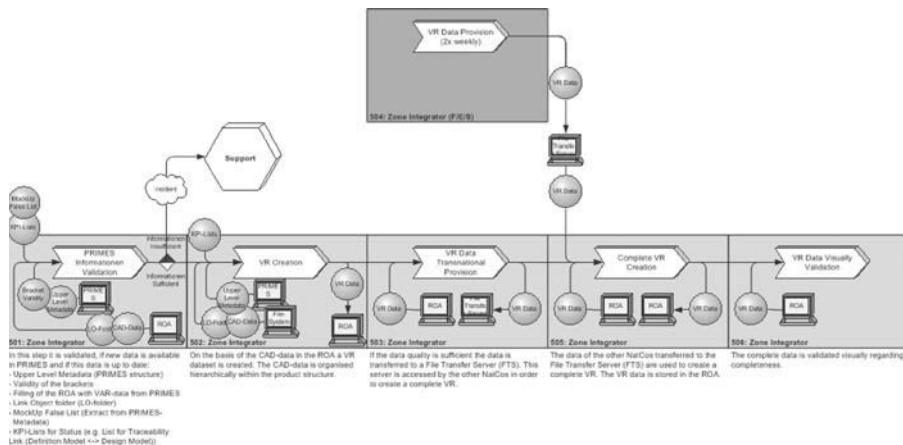 VR Data Provision
(2x weekly)
VR Data
504: Zone Integrator (F/E/S)
File
Transfer
Server
VR Data
Support
Incident
MockUp
False List
KPI-Lists
PRIMES
Informationen
Validation
Informationen
Insufficient
Informationen
Sufficient
Bracket
Validity
Upper
Level
Metadata
PRIME
S
LO-Fold
CAD-Data
ROA
501: Zone Integrator
KPI-Lists
VR Creation
Upper
Level
Metadata
PRIME
S
LO-Fold
CAD-Data
File-
System
VR Data
ROA
502: Zone Integrator
VR Data
Transnational
Provision
VR Data
ROA
File
Transfer
Server
VR Data
503: Zone Integrator
Complete VR
Creation
VR Data
ROA
ROA
VR Data
505: Zone Integrator
VR Data Visually
Validation
VR Data
ROA
506: Zone Integrator
In this step it is validated, if new data is available
in PRIMES and if this data is up to date:
- Upper Level Metadata (PRIMES structure)
- Validity of the brackets
- Filling of the ROA with VAR-data from PRIMES
- Link Object folder (LO-folder)
- MockUp False List (Extract from PRIMES-
Metadata)
- KPI-Lists for Status (e.g. List for Traceability
Link (Definition Model <-> Design Model))
On the basis of the CAD-data in the ROA a VR
dataset is created. The CAD-data is organised
hierarchically within the product structure.
If the data quality is sufficient the data is
transferred to a File Transfer Server (FTS). This
server is accessed by the other NatCos in order
to create a complete VR.
The data of the other NatCos transferred to the
File Transfer Server (FTS) are used to create a
complete VR. The VR data is stored in the ROA.
The complete data is validated visually regarding
completeness.